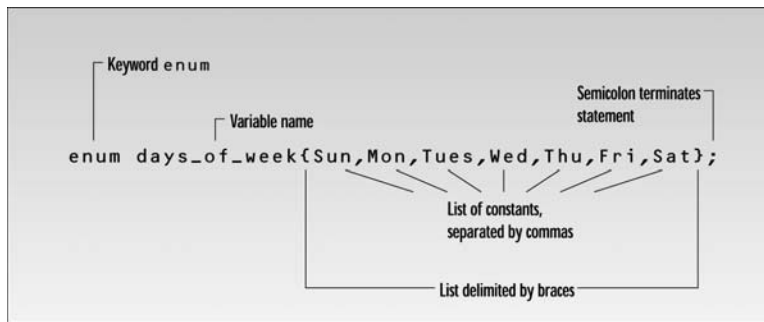 Keyword enum
Semicolon terminates
statement
Variable name
enum days_of_week{Sun,Mon,Tues,Wed,Thu,Fri,Sat};
List of constants,
separated by commas
List delimited by braces